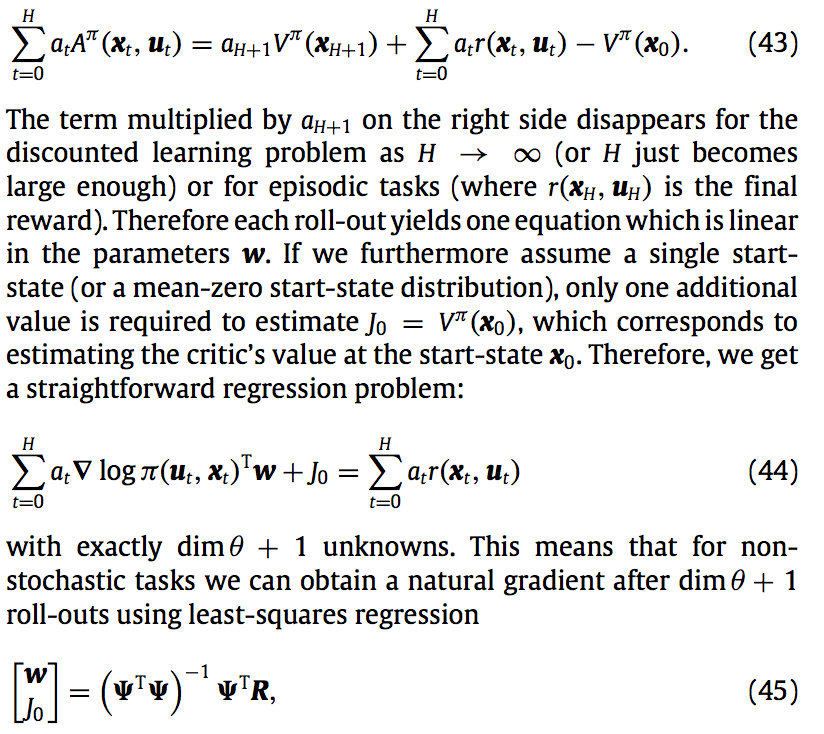 $$\sum_{t=0}^{H} a_t A^\pi(\boldsymbol{x}_t, \boldsymbol{u}_t) = a_{H+1} V^\pi(\boldsymbol{x}_{H+1}) + \sum_{t=0}^{H} a_t r(\boldsymbol{x}_t, \boldsymbol{u}_t) - V^\pi(\boldsymbol{x}_0). \quad (43)$$
The term multiplied by $a_{H+1}$ on the right side disappears for the
discounted learning problem as $H \to \infty$ (or $H$ just becomes
large enough) or for episodic tasks (where $r(\boldsymbol{x}_H, \boldsymbol{u}_H)$ is the final
reward). Therefore each roll-out yields one equation which is linear
in the parameters $\boldsymbol{w}$. If we furthermore assume a single start-
state (or a mean-zero start-state distribution), only one additional
value is required to estimate $J_0 = V^\pi(\boldsymbol{x}_0)$, which corresponds to
estimating the critic's value at the start-state $\boldsymbol{x}_0$. Therefore, we get
a straightforward regression problem:
$$\sum_{t=0}^{H} a_t \nabla \log \pi(\boldsymbol{u}_t, \boldsymbol{x}_t)^{\mathrm{T}} \boldsymbol{w} + J_0 = \sum_{t=0}^{H} a_t r(\boldsymbol{x}_t, \boldsymbol{u}_t) \quad (44)$$
with exactly $\dim \theta + 1$ unknowns. This means that for non-
stochastic tasks we can obtain a natural gradient after $\dim \theta + 1$
roll-outs using least-squares regression
$$\begin{bmatrix} \boldsymbol{w} \\ J_0 \end{bmatrix} = \left( \boldsymbol{\Psi}^{\mathrm{T}} \boldsymbol{\Psi} \right)^{-1} \boldsymbol{\Psi}^{\mathrm{T}} \boldsymbol{R}, \quad (45)$$